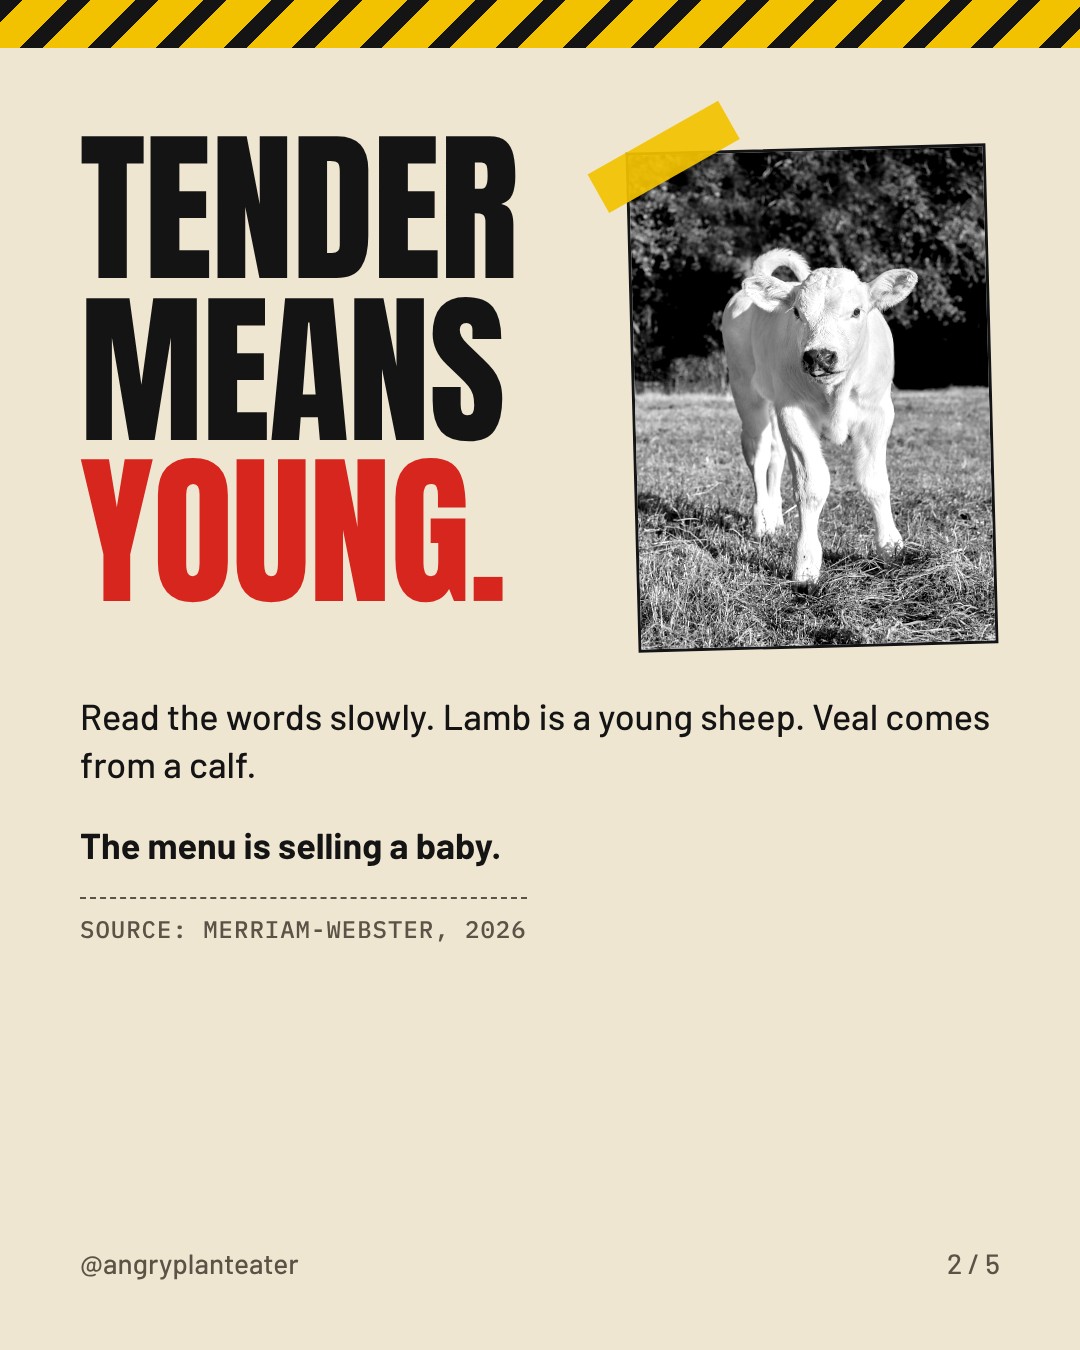 TENDER
MEANS
YOUNG.
Read the words slowly. Lamb is a young sheep. Veal comes
from a calf.
The menu is selling a baby.
SOURCE: MERRIAM-WEBSTER, 2026
@angryplanteater
2 / 5